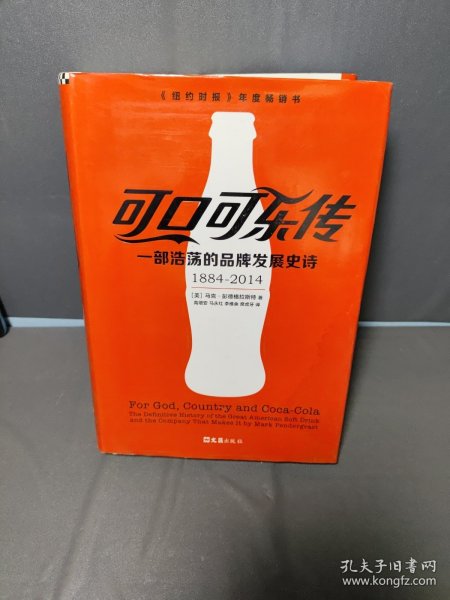 《纽约时报》年度畅销书
可口可乐传
一部浩荡的品牌发展史诗
1884-2014
[美] 马克·彭德格拉斯特 著
For God, Country and Coca-Cola
The Definitive History of the Great American Soft Drink
and the Company That Makes It by Mark Pendergrast
文汇出版社
孔夫子旧书网
www.kongfz.com